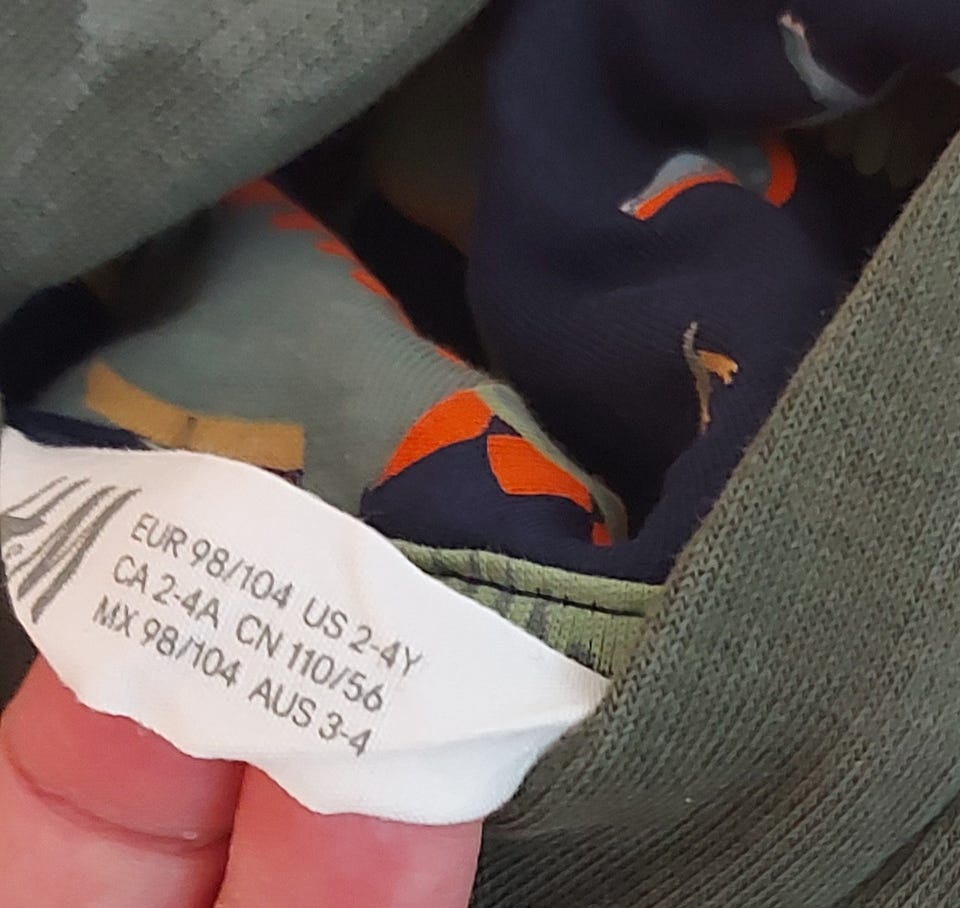 &M
EUR 98/104 US 2-4Y
CA 2-4A CN 110/56
MX 98/104 AUS 3-4